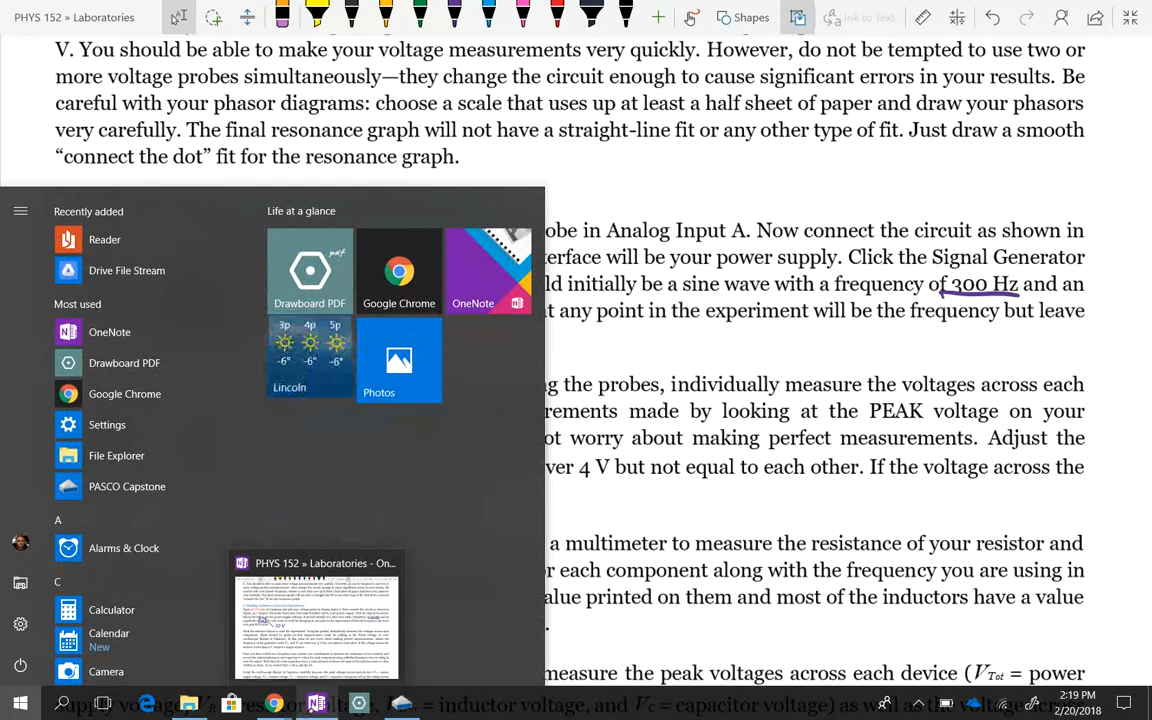 PHYS 152 » Laboratories
Shapes
Ink to Text
V. You should be able to make your voltage measurements very quickly. However, do not be tempted to use two or
more voltage probes simultaneously—they change the circuit enough to cause significant errors in your results. Be
careful with your phasor diagrams: choose a scale that uses up at least a half sheet of paper and draw your phasors
very carefully. The final resonance graph will not have a straight-line fit or any other type of fit. Just draw a smooth
“connect the dot” fit for the resonance graph.
Recently added
Reader
Drive File Stream
Most used
OneNote
Drawboard PDF
Google Chrome
Settings
File Explorer
PASCO Capstone
A
Alarms & Clock
C
Calculator
Calendar
New
Camera
Life at a glance
pdf
Drawboard PDF
Google Chrome
OneNote
3p 4p 5p
-6° -6° -6°
Lincoln
Photos
PHYS 152 » Laboratories - On...
obe in Analog Input A. Now connect the circuit as shown in
terface will be your power supply. Click the Signal Generator
ld initially be a sine wave with a frequency of 300 Hz and an
t any point in the experiment will be the frequency but leave
g the probes, individually measure the voltages across each
rements made by looking at the PEAK voltage on your
ot worry about making perfect measurements. Adjust the
ver 4 V but not equal to each other. If the voltage across the
a multimeter to measure the resistance of your resistor and
r each component along with the frequency you are using in
alue printed on them and most of the inductors have a value
measure the peak voltages across each device (V_Tot = power
= inductor voltage, and V_C = capacitor voltage) as well as the voltage across
2:19 PM
2/20/2018